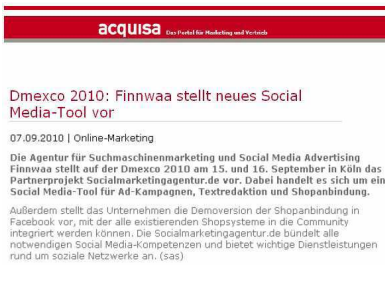 acquisa Das Portal für Marketing und Vertrieb
Dmexco 2010: Finnwaa stellt neues Social
Media-Tool vor
07.09.2010 | Online-Marketing
Die Agentur für Suchmaschinenmarketing und Social Media Advertising
Finnwaa stellt auf der Dmexco 2010 am 15. und 16. September in Köln das
Partnerprojekt Socialmarketingagentur.de vor. Dabei handelt es sich um ein
Social Media-Tool für Ad-Kampagnen, Textredaktion und Shopanbindung.
Außerdem stellt das Unternehmen die Demoversion der Shopanbindung in
Facebook vor, mit der alle existierenden Shopsysteme in die Community
integriert werden können. Die Socialmarketingagentur.de bündelt alle
notwendigen Social Media-Kompetenzen und bietet wichtige Dienstleistungen
rund um soziale Netzwerke an. (sas)